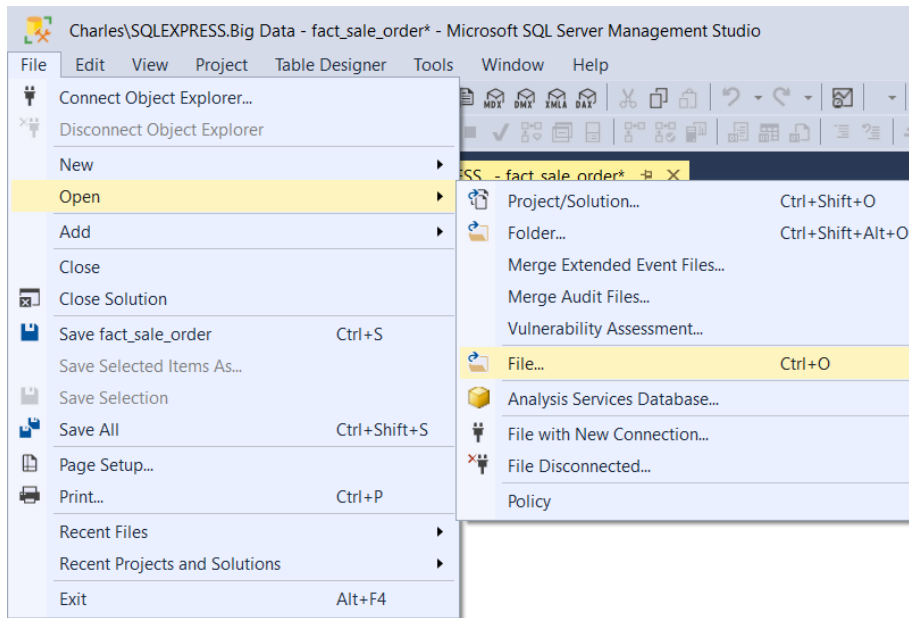 Charles\SQLEXPRESS.Big Data - fact_sale_order* - Microsoft SQL Server Management Studio
File Edit View Project Table Designer Tools Window Help
Connect Object Explorer...
MDX DMX XMLA DAX
Disconnect Object Explorer
New
- fact_sale_order*
Open
Project/Solution... Ctrl+Shift+O
Add
Folder... Ctrl+Shift+Alt+O
Close
Merge Extended Event Files...
Close Solution
Merge Audit Files...
Save fact_sale_order Ctrl+S
Vulnerability Assessment...
Save Selected Items As...
File... Ctrl+O
Save Selection
Analysis Services Database...
Save All Ctrl+Shift+S
File with New Connection...
Page Setup...
File Disconnected...
Print... Ctrl+P
Policy
Recent Files
Recent Projects and Solutions
Exit Alt+F4